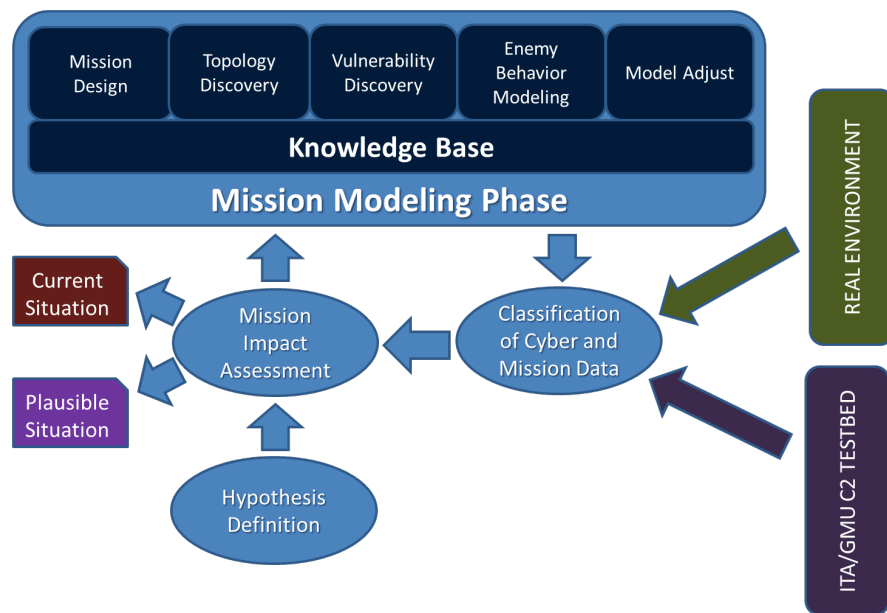 Mission
Design
Topology
Discovery
Vulnerability
Discovery
Enemy
Behavior
Modeling
Model Adjust
Knowledge Base
Mission Modeling Phase
Current
Situation
Plausible
Situation
Mission
Impact
Assessment
Classification
of Cyber and
Mission Data
Hypothesis
Definition
REAL ENVIRONMENT
ITA/GMU C2 TESTBED